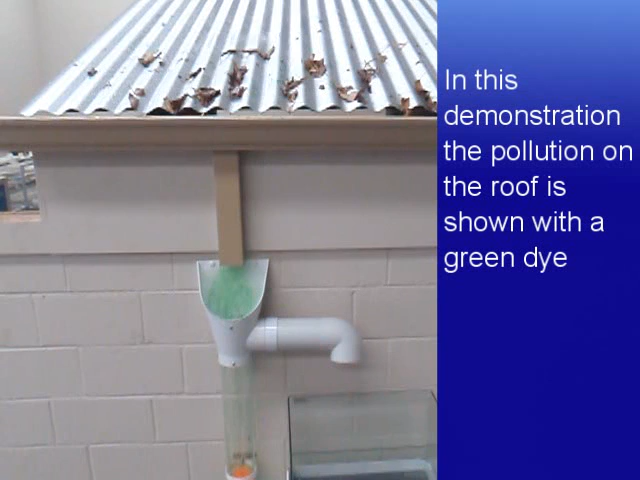 In this
demonstration
the pollution on
the roof is
shown with a
green dye